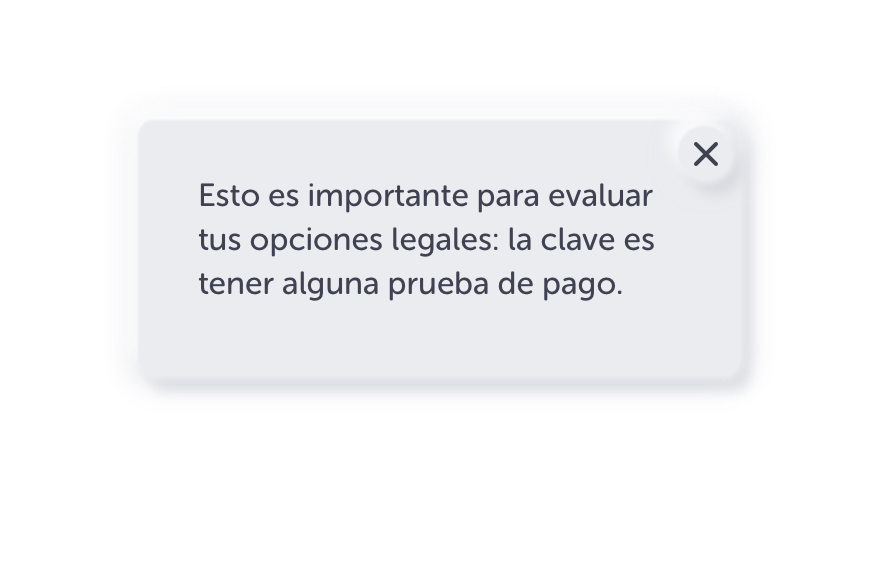 Esto es importante para evaluar
tus opciones legales: la clave es
tener alguna prueba de pago.